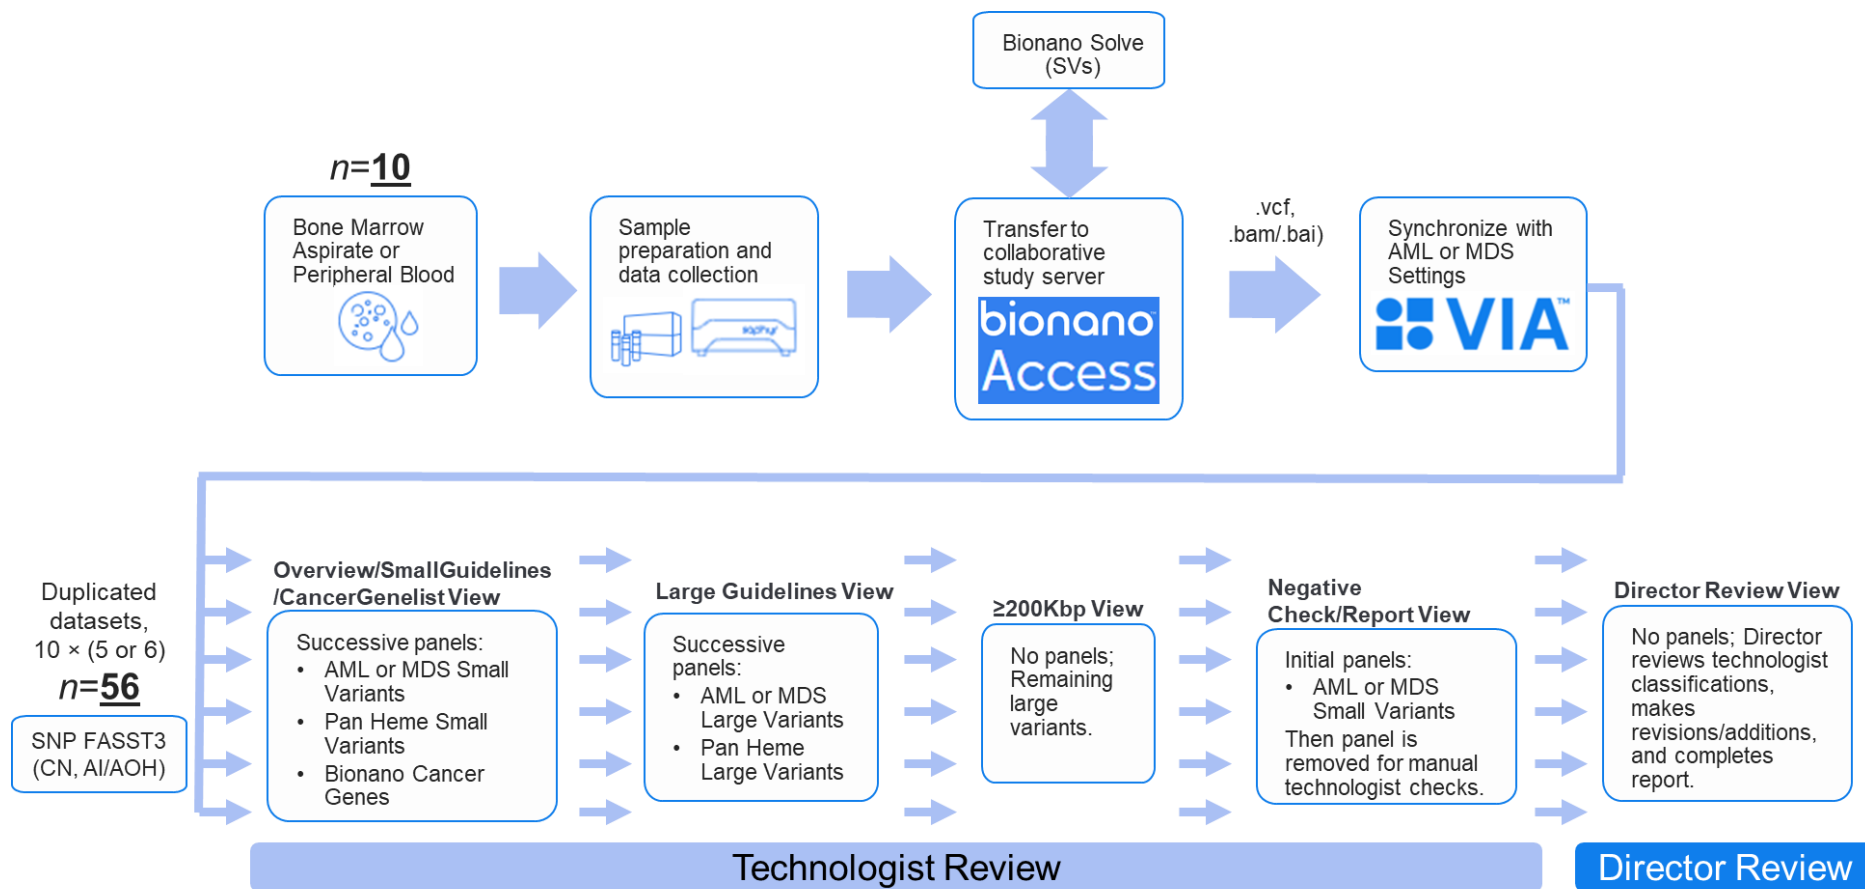 Bionano Solve
(SVs)
n=10
Bone Marrow
Aspirate or
Peripheral Blood
Sample
preparation and
data collection
saphyr
Transfer to
collaborative
study server
bionano™
Access
.vcf,
.bam/.bai)
Synchronize with
AML or MDS
Settings
VIA™
Duplicated
datasets,
10 × (5 or 6)
n=56
SNP FASST3
(CN, AI/AOH)
Overview/SmallGuidelines
/CancerGenelist View
Successive panels:
• AML or MDS Small
Variants
• Pan Heme Small
Variants
• Bionano Cancer
Genes
Large Guidelines View
Successive
panels:
• AML or MDS
Large Variants
• Pan Heme
Large Variants
≥200Kbp View
No panels;
Remaining
large
variants.
Negative
Check/Report View
Initial panels:
• AML or MDS
Small Variants
Then panel is
removed for manual
technologist checks.
Director Review View
No panels; Director
reviews technologist
classifications,
makes
revisions/additions,
and completes
report.
Technologist Review
Director Review